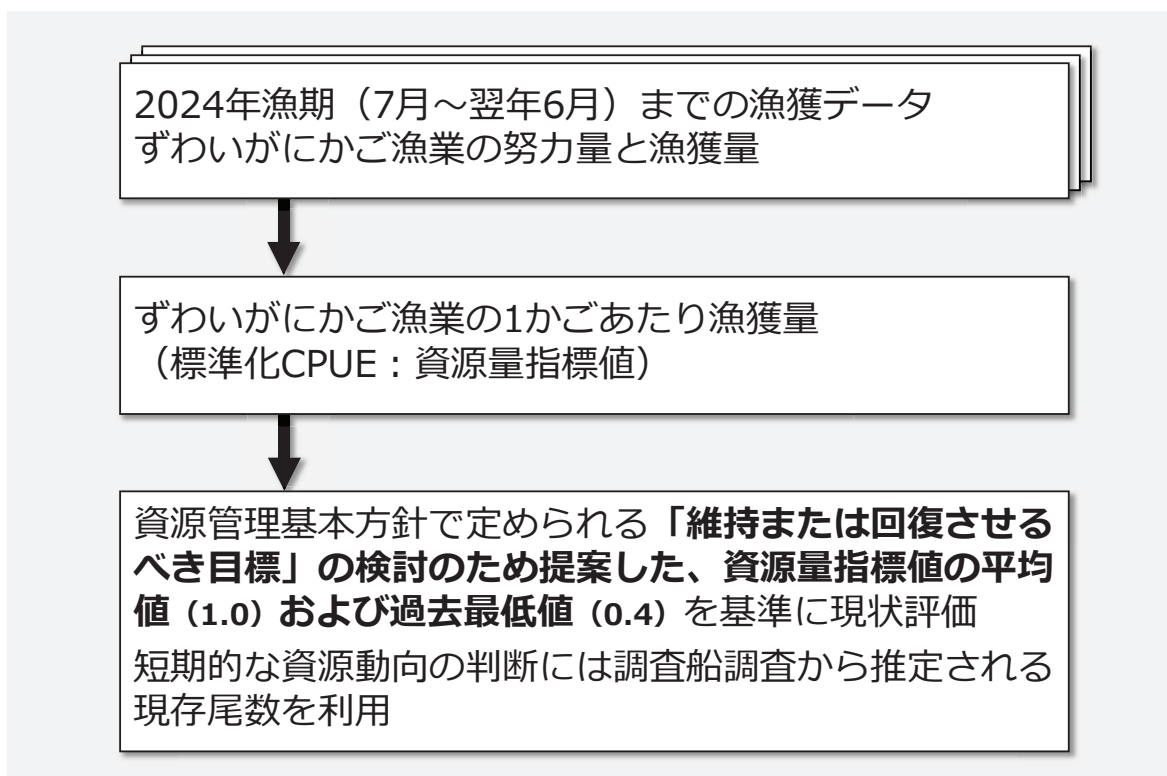 2024年漁期（7月～翌年6月）までの漁獲データ
ずわいがにかご漁業の努力量と漁獲量
ずわいがにかご漁業の1かごあたり漁獲量
（標準化CPUE：資源量指標値）
資源管理基本方針で定められる「維持または回復させる
べき目標」の検討のため提案した、資源量指標値の平均
値（1.0）および過去最低値（0.4）を基準に現状評価
短期的な資源動向の判断には調査船調査から推定される
現存尾数を利用